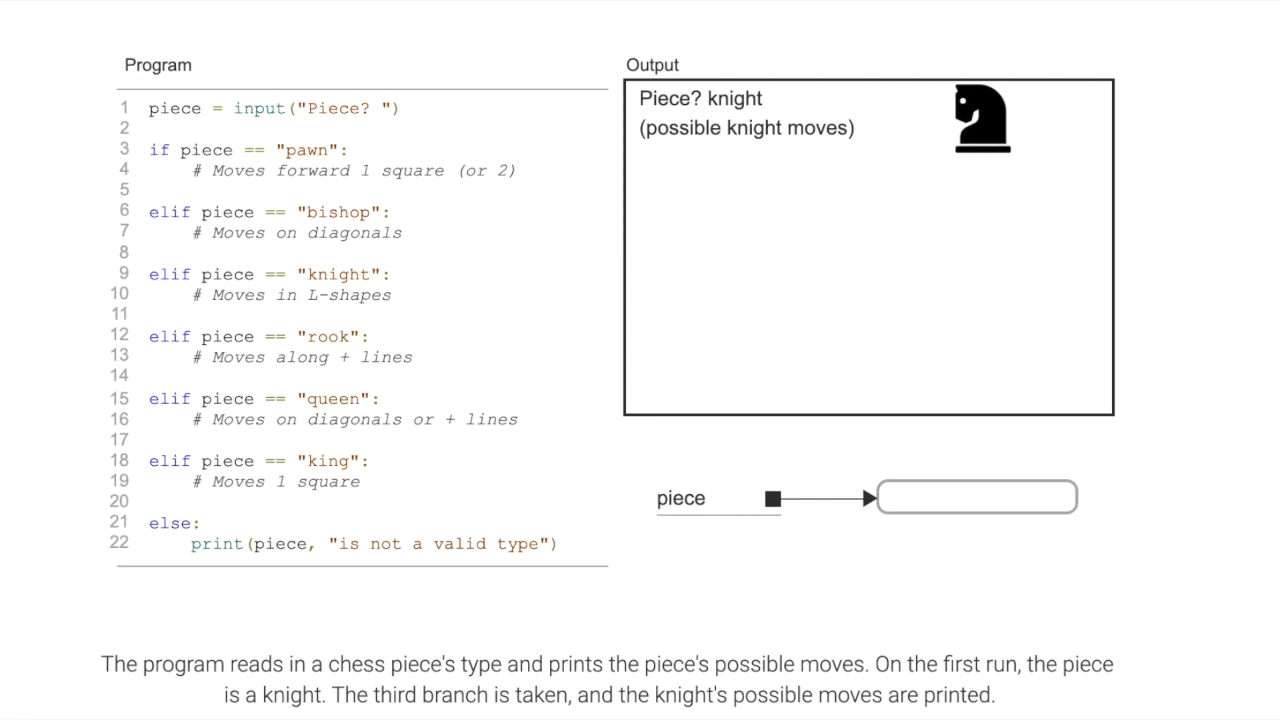 Program
1 piece = input("Piece? ")
2
3 if piece == "pawn":
4 # Moves forward 1 square (or 2)
5
6 elif piece == "bishop":
7 # Moves on diagonals
8
9 elif piece == "knight":
10 # Moves in L-shapes
11
12 elif piece == "rook":
13 # Moves along + lines
14
15 elif piece == "queen":
16 # Moves on diagonals or + lines
17
18 elif piece == "king":
19 # Moves 1 square
20
21 else:
22 print(piece, "is not a valid type")
Output
Piece? knight
(possible knight moves)
piece
The program reads in a chess piece's type and prints the piece's possible moves. On the first run, the piece
is a knight. The third branch is taken, and the knight's possible moves are printed.